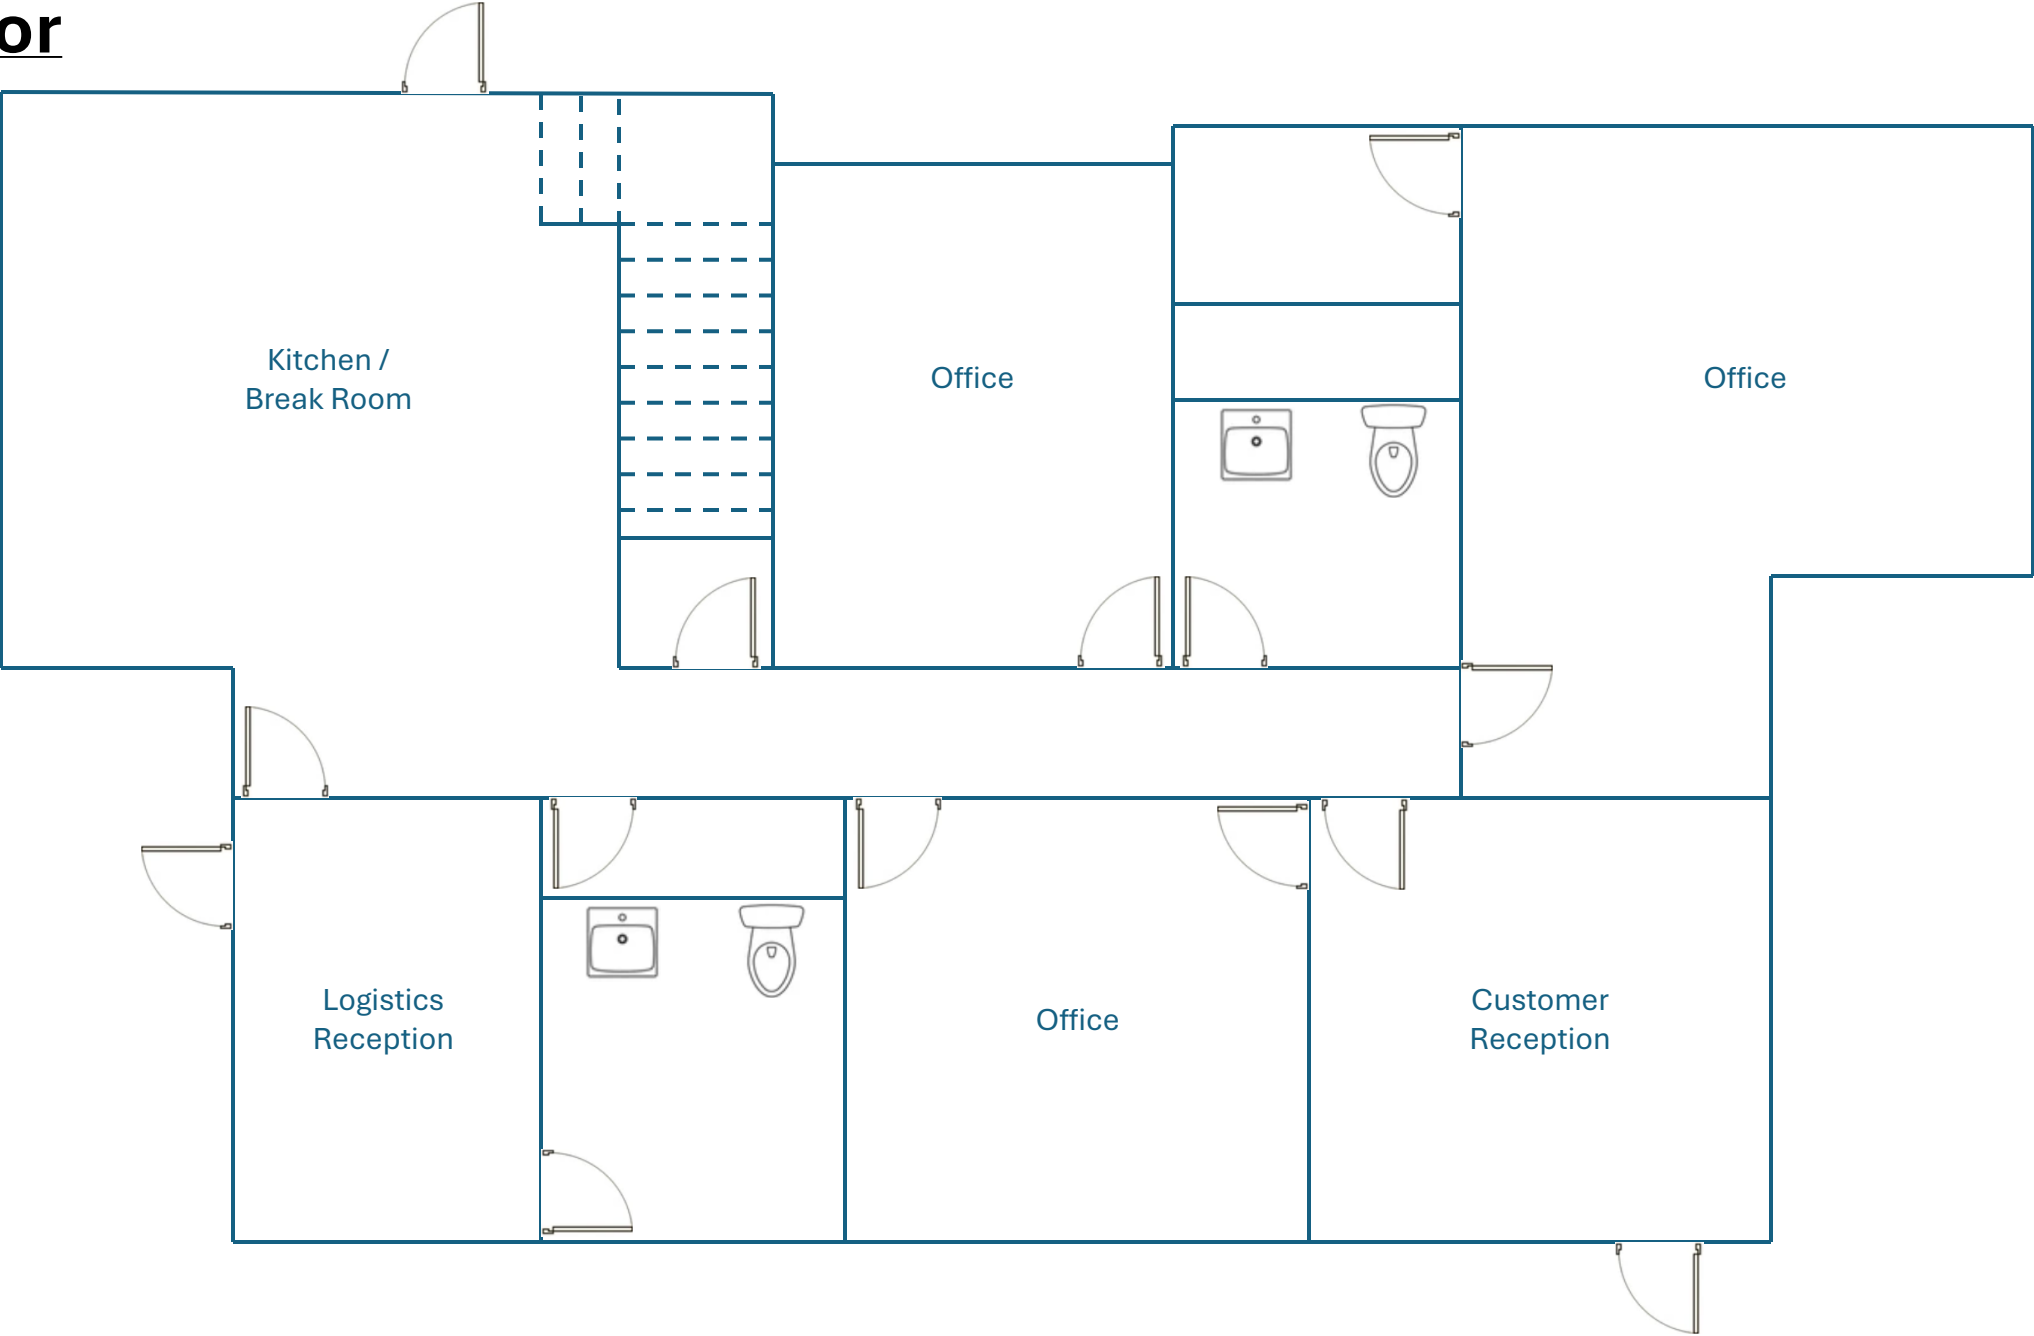 or
Kitchen /
Break Room
Office
Office
Logistics
Reception
Office
Customer
Reception